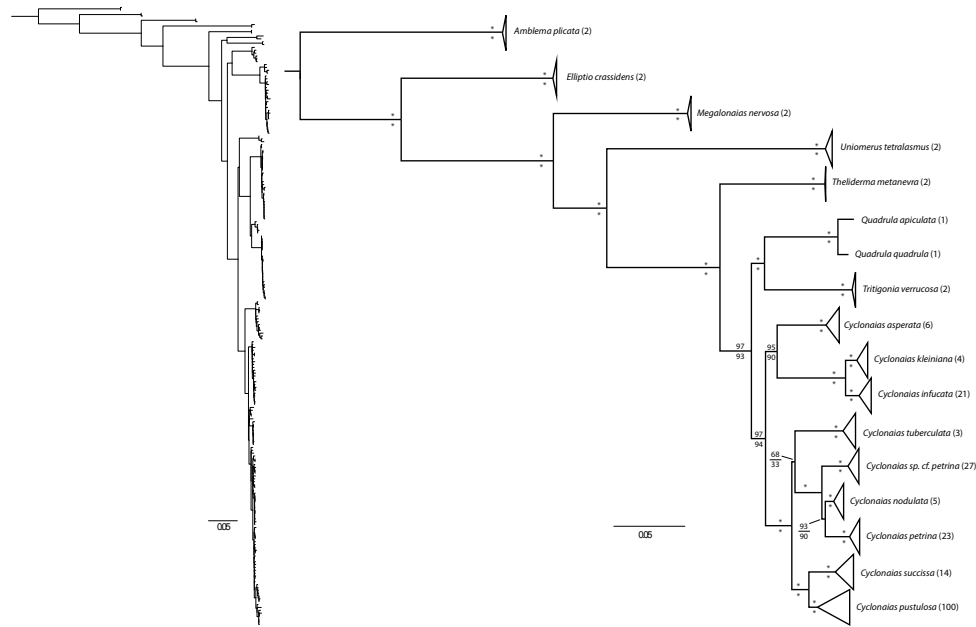 Amblema plicata (2)
Elliptio crassidens (2)
Megalonaias nervosa (2)
Uniomerus tetralasmus (2)
Theliderma metanevra (2)
Quadrula apiculata (1)
Quadrula quadrula (1)
Tritigonia verrucosa (2)
Cyclonaias asperata (6)
97
93
95
90
Cyclonaias kleiniana (4)
Cyclonaias infucata (21)
Cyclonaias tuberculata (3)
97
94
68
33
Cyclonaias sp. cf. petrina (27)
Cyclonaias nodulata (5)
93
90
Cyclonaias petrina (23)
0.05
0.05
Cyclonaias succissa (14)
Cyclonaias pustulosa (100)